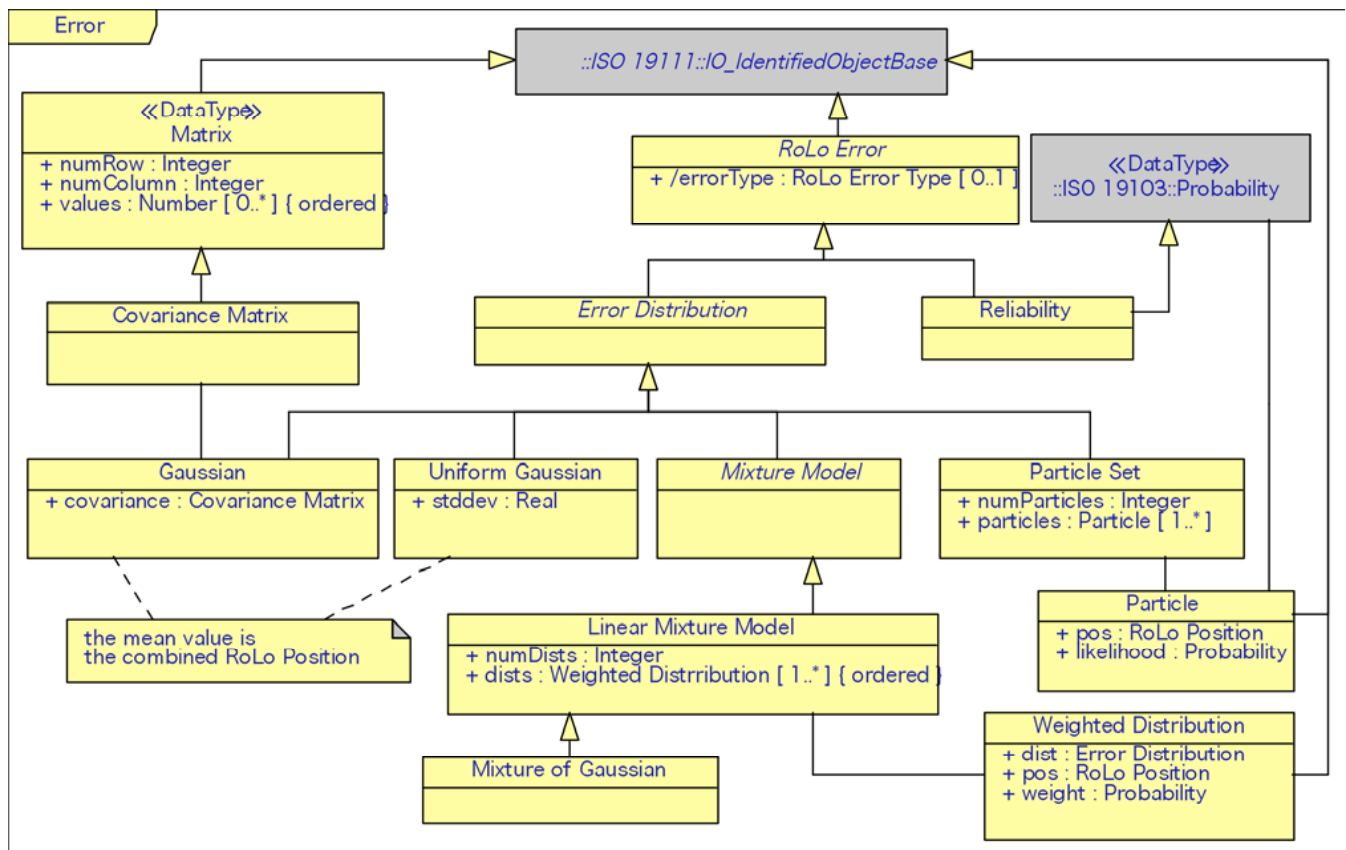 Error
::ISO 19111::IO_IdentifiedObjectBase
≪DataType≫
Matrix
+ numRow : Integer
+ numColumn : Integer
+ values : Number [ 0..* ] { ordered }
RoLo Error
+ /errorType : RoLo Error Type [ 0..1 ]
≪DataType≫
::ISO 19103::Probability
Covariance Matrix
Error Distribution
Reliability
Gaussian
+ covariance : Covariance Matrix
Uniform Gaussian
+ stddev : Real
Mixture Model
Particle Set
+ numParticles : Integer
+ particles : Particle [ 1..* ]
the mean value is
the combined RoLo Position
Linear Mixture Model
+ numDists : Integer
+ dists : Weighted Distrribution [ 1..* ] { ordered }
Particle
+ pos : RoLo Position
+ likelihood : Probability
Mixture of Gaussian
Weighted Distribution
+ dist : Error Distribution
+ pos : RoLo Position
+ weight : Probability